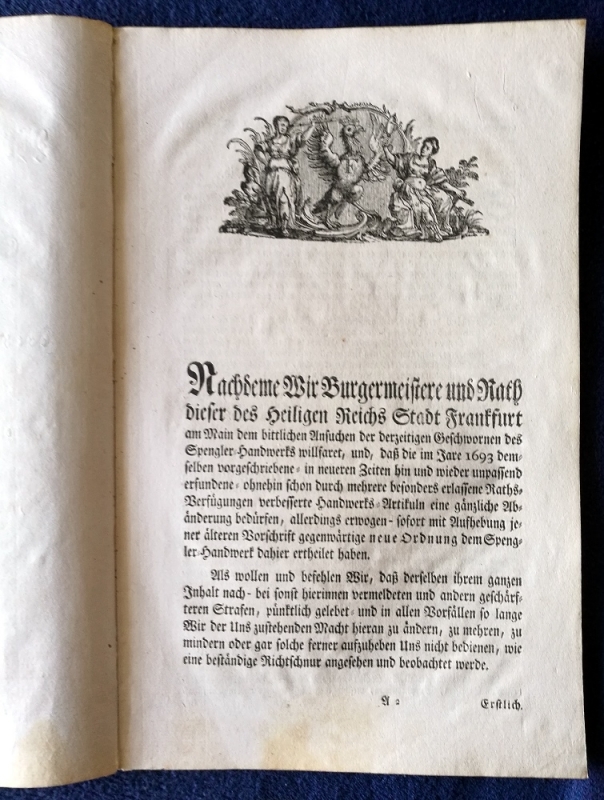 Nachdeme Wir Burgermeistere und Rath
dieser des Heiligen Reichs Stadt Frankfurt
am Main dem bittlichen Ansuchen der derzeitigen Geschwornen des
Spengler-Handwerks willfaret, und, daß die im Jare 1693 dem-
selben vorgeschriebene- in neueren Zeiten hin und wieder unpassend
erfundene- ohnehin schon durch mehrere besonders erlassene Raths-
Verfügungen verbesserte Handwerks-Artikuln eine gänzliche Ab-
änderung bedürfen, allerdings erwogen- sofort mit Aufhebung je-
ner älteren Vorschrift gegenwärtige neue Ordnung dem Speng-
ler-Handwerk dahier ertheilet haben.
Als wollen und befehlen Wir, daß derselben ihrem ganzen
Inhalt nach- bei sonst hierinnen vermeldeten und andern geschärf-
teren Strafen, pünktlich gelebet- und in allen Vorfällen so lange
Wir der Uns zustehenden Macht hieran zu ändern, zu mehren, zu
mindern oder gar solche ferner aufzuheben Uns nicht bedienen, wie
eine beständige Richtschnur angesehen und beobachtet werde.
A 2
Erstlich.